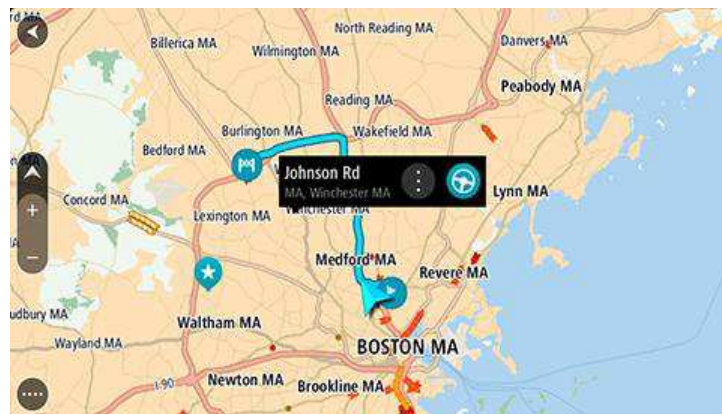 North Reading MA
Billerica MA
Wilmington MA
Danvers MA
Peabody MA
Reading MA
Burlington MA
Wakefield MA
Bedford MA
Johnson Rd
MA, Winchester MA
Concord MA
Lynn MA
Lexington MA
Winchester MA
Medford MA
Revere MA
udbury MA
Waltham MA
Wayland MA
BOSTON MA
I-90
Newton MA
Brookline MA